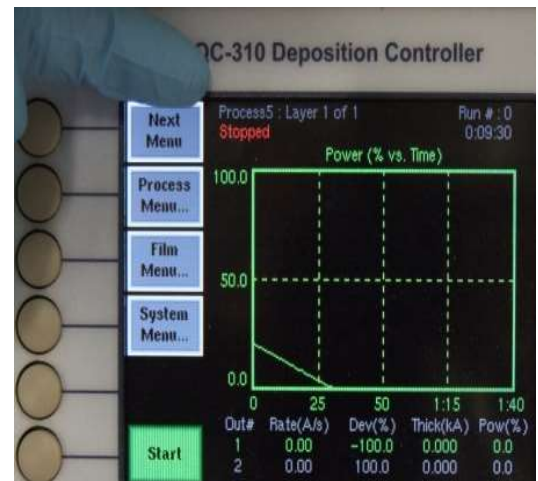 QC-310 Deposition Controller
Next
Menu
Process5 : Layer 1 of 1
Run # : 0
Stopped
0:09:30
Power (% vs. Time)
Process
Menu...
100.0
Film
Menu...
50.0
System
Menu...
0.0
0 25 50 1:15 1:40
Out# Rate(A/s) Dev(%) Thick(kA) Pow(%)
1 0.00 -100.0 0.000 0.0
2 0.00 100.0 0.000 0.0
Start